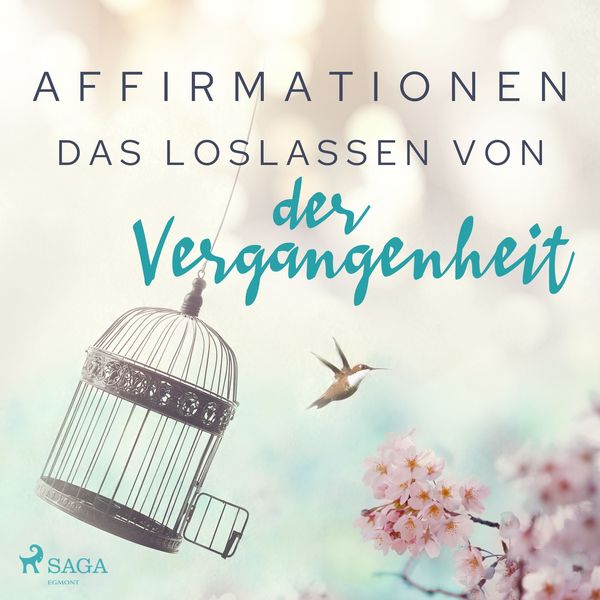 AFFIRMATIONEN
DAS LOSLASSEN VON
der
Vergangenheit
SAGA
EGMONT